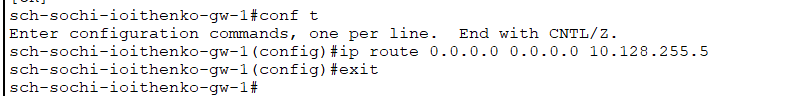 sch-sochi-ioithenko-gw-1#conf t
Enter configuration commands, one per line.  End with CNTL/Z.
sch-sochi-ioithenko-gw-1(config)#ip route 0.0.0.0 0.0.0.0 10.128.255.5
sch-sochi-ioithenko-gw-1(config)#exit
sch-sochi-ioithenko-gw-1#